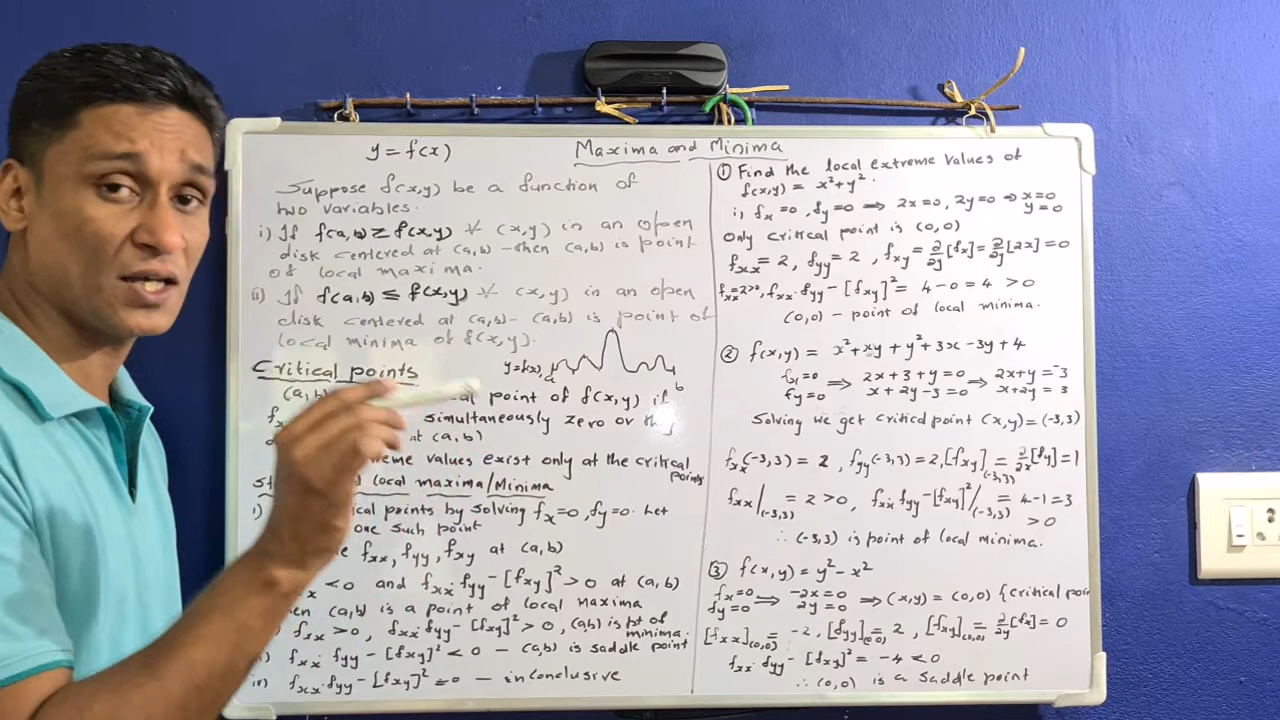 y = f(x)
Maxima and Minima
Suppose f(x,y) be a function of
two variables.
i) If f(a,b) ≥ f(x,y) ∀ (x,y) in an open
disk centered at (a,b) - then (a,b) is point
of local maxima.
ii) If f(a,b) ≤ f(x,y) ∀ (x,y) in an open
disk centered at (a,b) - (a,b) is point of
local minima of f(x,y).
y=f(x)
a
b
Critical points
(a,b) point of f(x,y) if
simultaneously zero or they
at (a,b)
values exist only at the critical
points
local maxima/Minima
i) points by solving fx=0, fy=0. Let
one such point
fxx, fyy, fxy at (a,b)
<0 and fxx·fyy - [fxy]² > 0 at (a,b)
(a,b) is a point of local maxima
fxx > 0, fxx·fyy - [fxy]² > 0, (a,b) is pt of
minima.
fxx·fyy - [fxy]² < 0 - (a,b) is saddle point
iv) fxx·fyy - [fxy]² = 0 - inconclusive
① Find the local extreme values of
f(x,y) = x²+y².
i) fx = 0, fy = 0 ⇒ 2x=0, 2y=0 ⇒ x=0
y=0
Only critical point is (0,0)
fxx = 2, fyy = 2, fxy = ∂/∂y[fx] = ∂/∂y[2x] = 0
fxx=2>0, fxx·fyy - [fxy]² = 4-0 = 4 > 0
(0,0) - point of local minima.
② f(x,y) = x²+xy+y²+3x-3y+4
fx=0 ⇒ 2x+3+y=0 ⇒ 2x+y=-3
fy=0 x+2y-3=0 x+2y=3
Solving we get critical point (x,y) = (-3,3)
fxx(-3,3) = 2, fyy(-3,3) = 2, [fxy](-3,3) = ∂/∂x[fy] = 1
fxx|(-3,3) = 2 > 0, fxx fyy - [fxy]²|(-3,3) = 4-1 = 3
> 0
∴ (-3,3) is point of local minima.
③ f(x,y) = y² - x²
fx=0 ⇒ -2x=0 ⇒ (x,y) = (0,0) {critical point
fy=0 2y=0
[fxx](0,0) = -2, [fyy](0,0) = 2, [fxy](0,0) = ∂/∂y[fx] = 0
fxx·fyy - [fxy]² = -4 < 0
∴ (0,0) is a saddle point